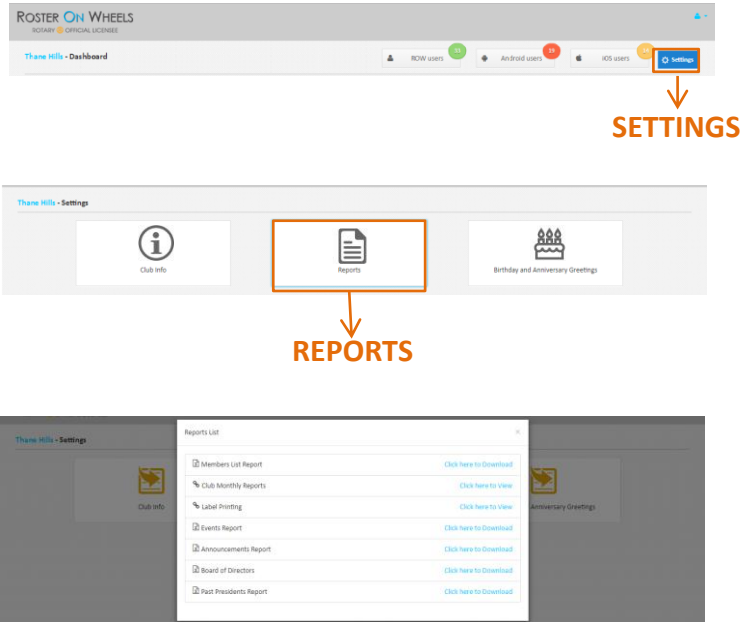 ROSTER ON WHEELS
ROTARY OFFICIAL LICENSEE
Thane Hills - Dashboard
ROW users
Android users
iOS users
Settings
SETTINGS
Thane Hills - Settings
Club Info
Reports
Birthday and Anniversary Greetings
REPORTS
Reports List ×
Thane Hills - Settings
Members List Report Click here to Download
Club Monthly Reports Click here to View
Label Printing Click here to View
Club Info
Anniversary Greetings
Events Report Click here to Download
Announcements Report Click here to Download
Board of Directors Click here to Download
Past Presidents Report Click here to Download